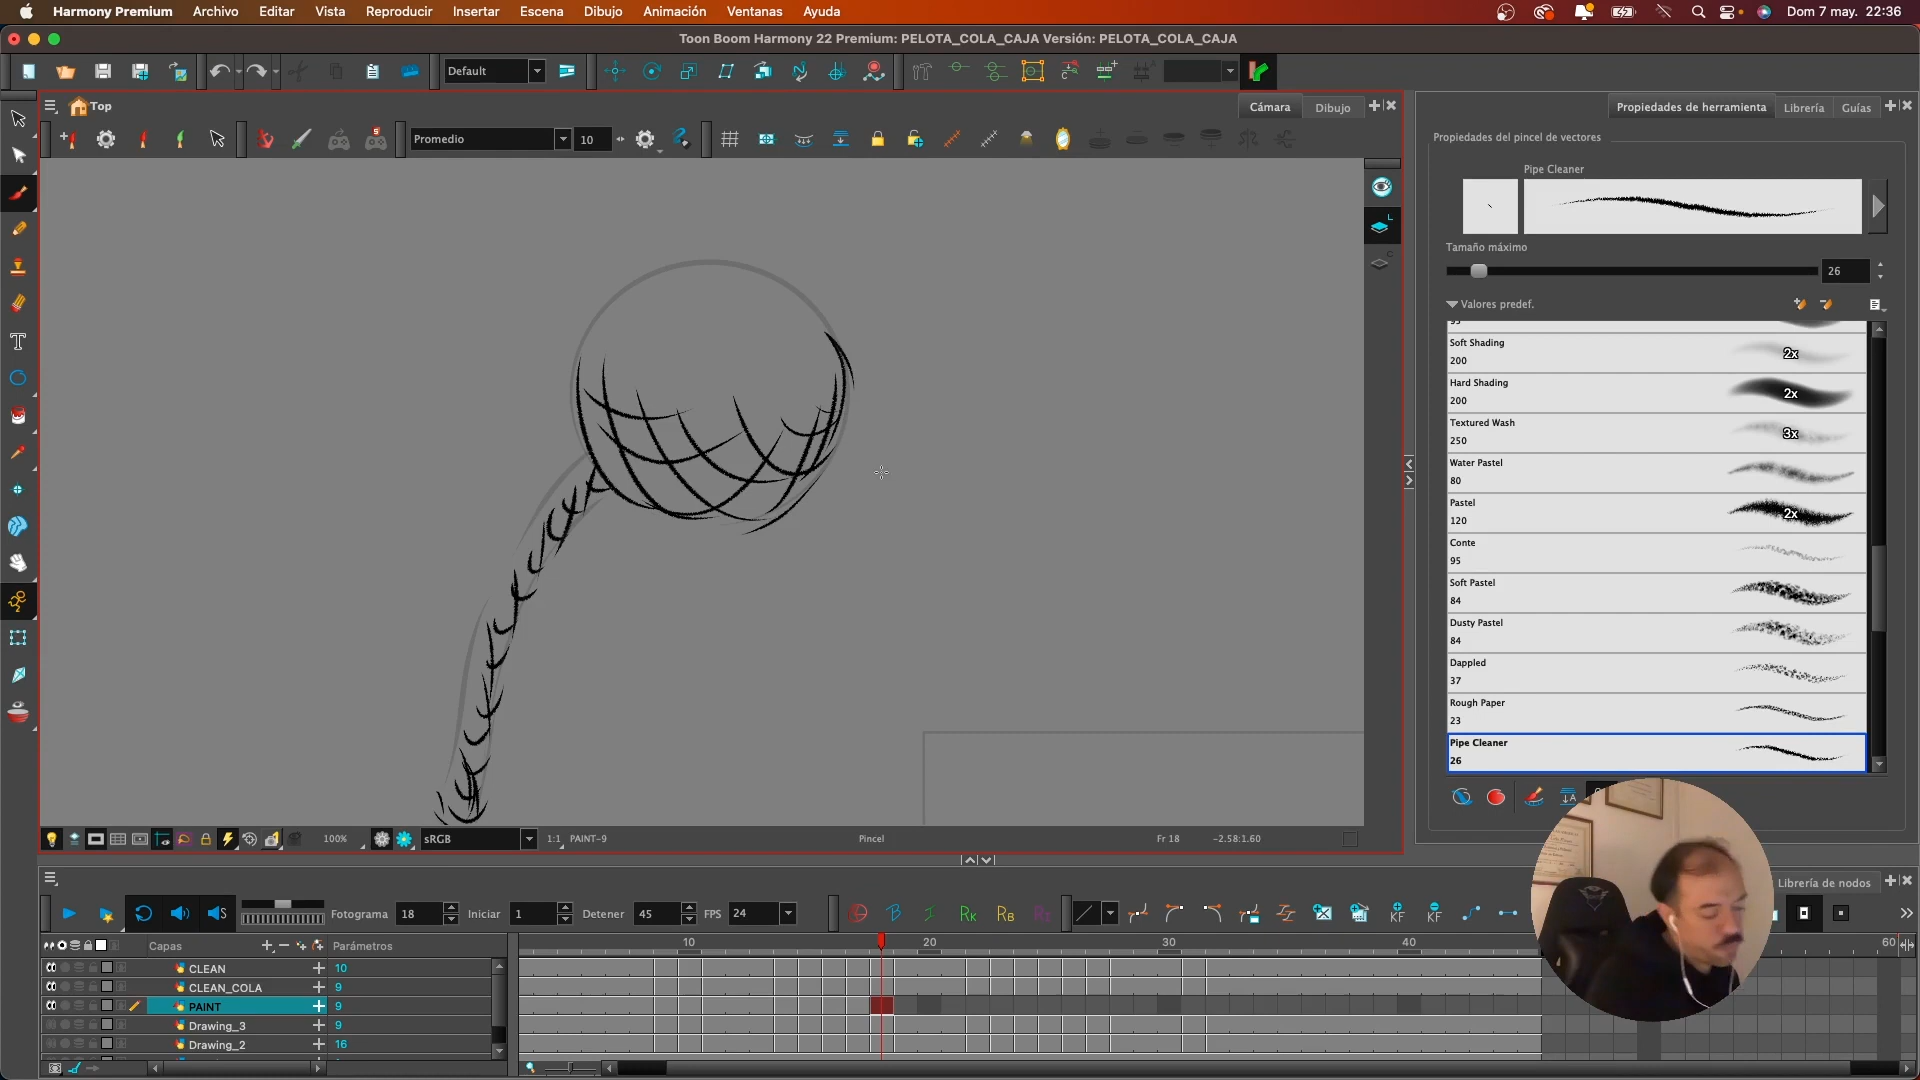 Harmony Premium Archivo Editar Vista Reproducir Insertar Escena Dibujo Animación Ventanas Ayuda Dom 7 may. 22:36
Toon Boom Harmony 22 Premium: PELOTA_COLA_CAJA Versión: PELOTA_COLA_CAJA
Default
Top
Cámara Dibujo
Promedio 10
Propiedades de herramienta Librería Guías
Propiedades del pincel de vectores
Pipe Cleaner
Tamaño máximo
26
Valores predef.
95
Soft Shading
200 2x
Hard Shading
200 2x
Textured Wash
250 3x
Water Pastel
80
Pastel
120 2x
Conte
95
Soft Pastel
84
Dusty Pastel
84
Dappled
37
Rough Paper
23
Pipe Cleaner
26
100% sRGB 1:1 PAINT-9 Pincel Fr 18 -2.58:1.60
Librería de nodos
Fotograma 18 Iniciar 1 Detener 45 FPS 24
Capas Parámetros 10 20 30 40 60
CLEAN 10
CLEAN_COLA 9
PAINT 9
Drawing_3 9
Drawing_2 16